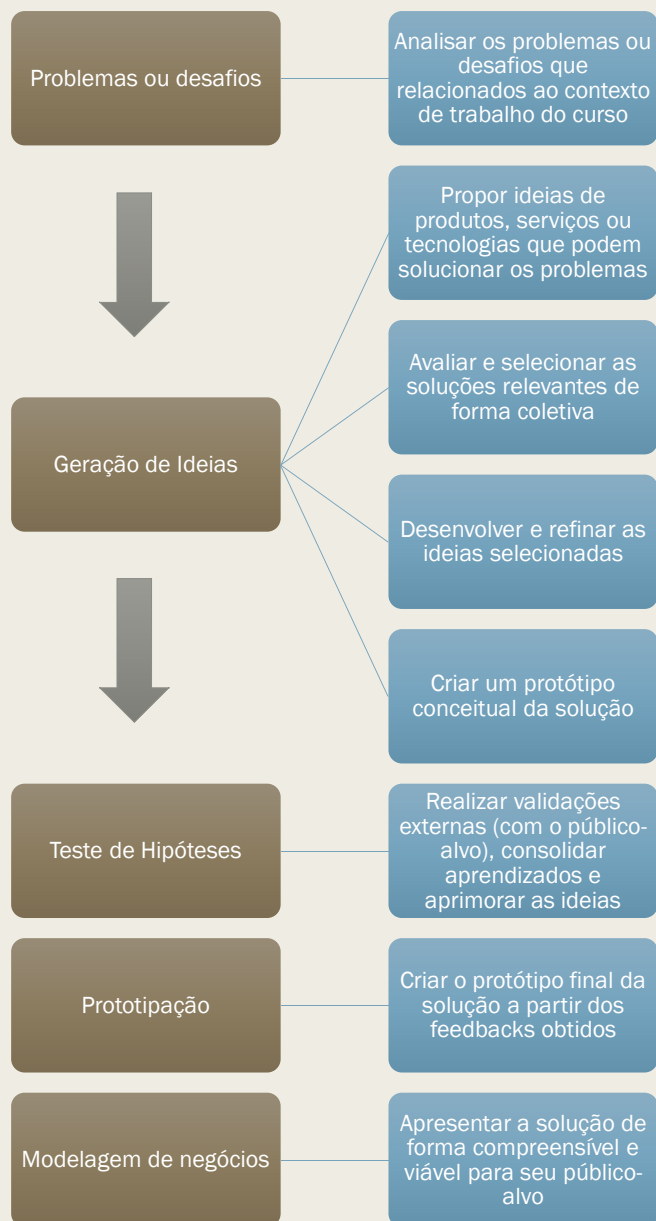 Problemas ou desafios
Analisar os problemas ou
desafios que
relacionados ao contexto
de trabalho do curso
Propor ideias de
produtos, serviços ou
tecnologias que podem
solucionar os problemas
Geração de Ideias
Avaliar e selecionar as
soluções relevantes de
forma coletiva
Desenvolver e refinar as
ideias selecionadas
Criar um protótipo
conceitual da solução
Teste de Hipóteses
Realizar validações
externas (com o público-
alvo), consolidar
aprendizados e
aprimorar as ideias
Prototipação
Criar o protótipo final da
solução a partir dos
feedbacks obtidos
Modelagem de negócios
Apresentar a solução de
forma compreensível e
viável para seu público-
alvo